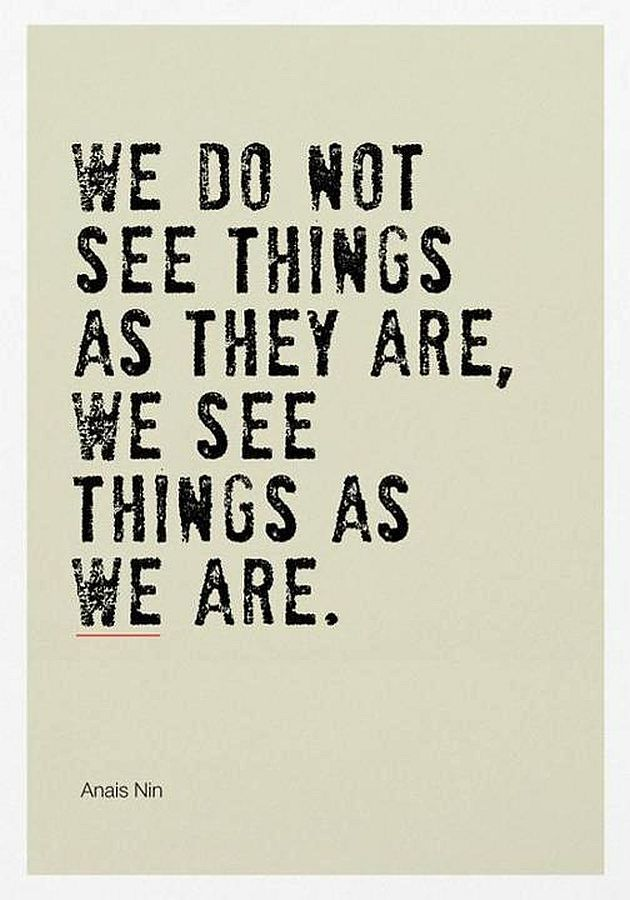 WE DO NOT
SEE THINGS
AS THEY ARE,
WE SEE
THINGS AS
WE ARE.
Anais Nin